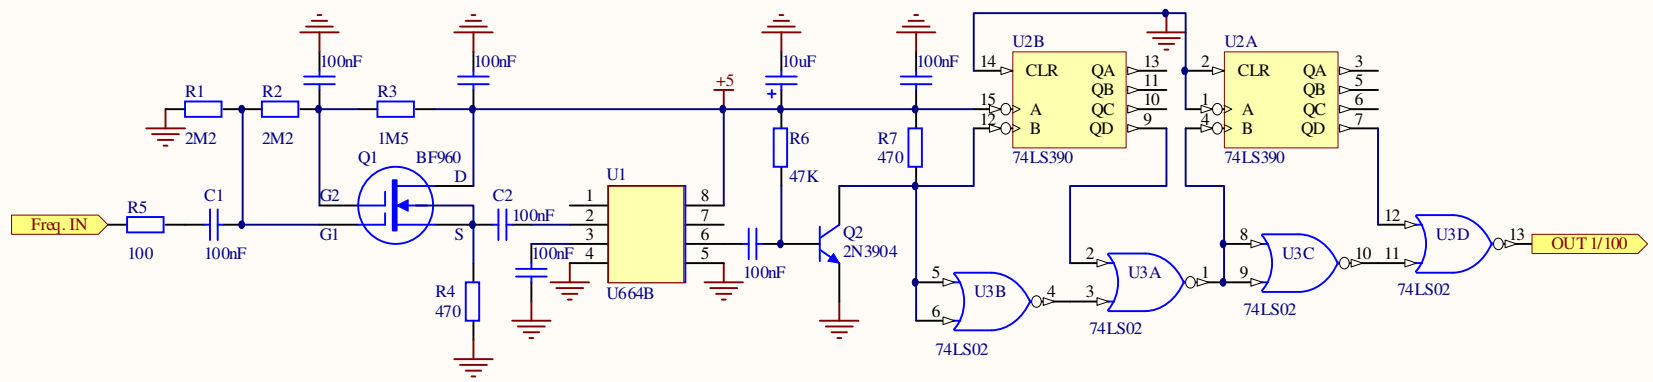 100nF
100nF
10uF
100nF
+5
R1
R2
R3
2M2
2M2
1M5
Q1
BF960
D
G2
G1
S
Freq. IN
R5
100
C1
100nF
C2
100nF
100nF
R4
470
U1
1
2
3
4
8
7
6
5
U664B
100nF
R6
47K
Q2
2N3904
R7
470
U2B
14
CLR
15
A
12
B
QA
13
QB
11
QC
10
QD
9
74LS390
U2A
2
CLR
1
A
4
B
QA
3
QB
5
QC
6
QD
7
74LS390
5
6
U3B
4
74LS02
2
3
U3A
1
74LS02
8
9
U3C
10
74LS02
12
11
U3D
13
74LS02
OUT 1/100